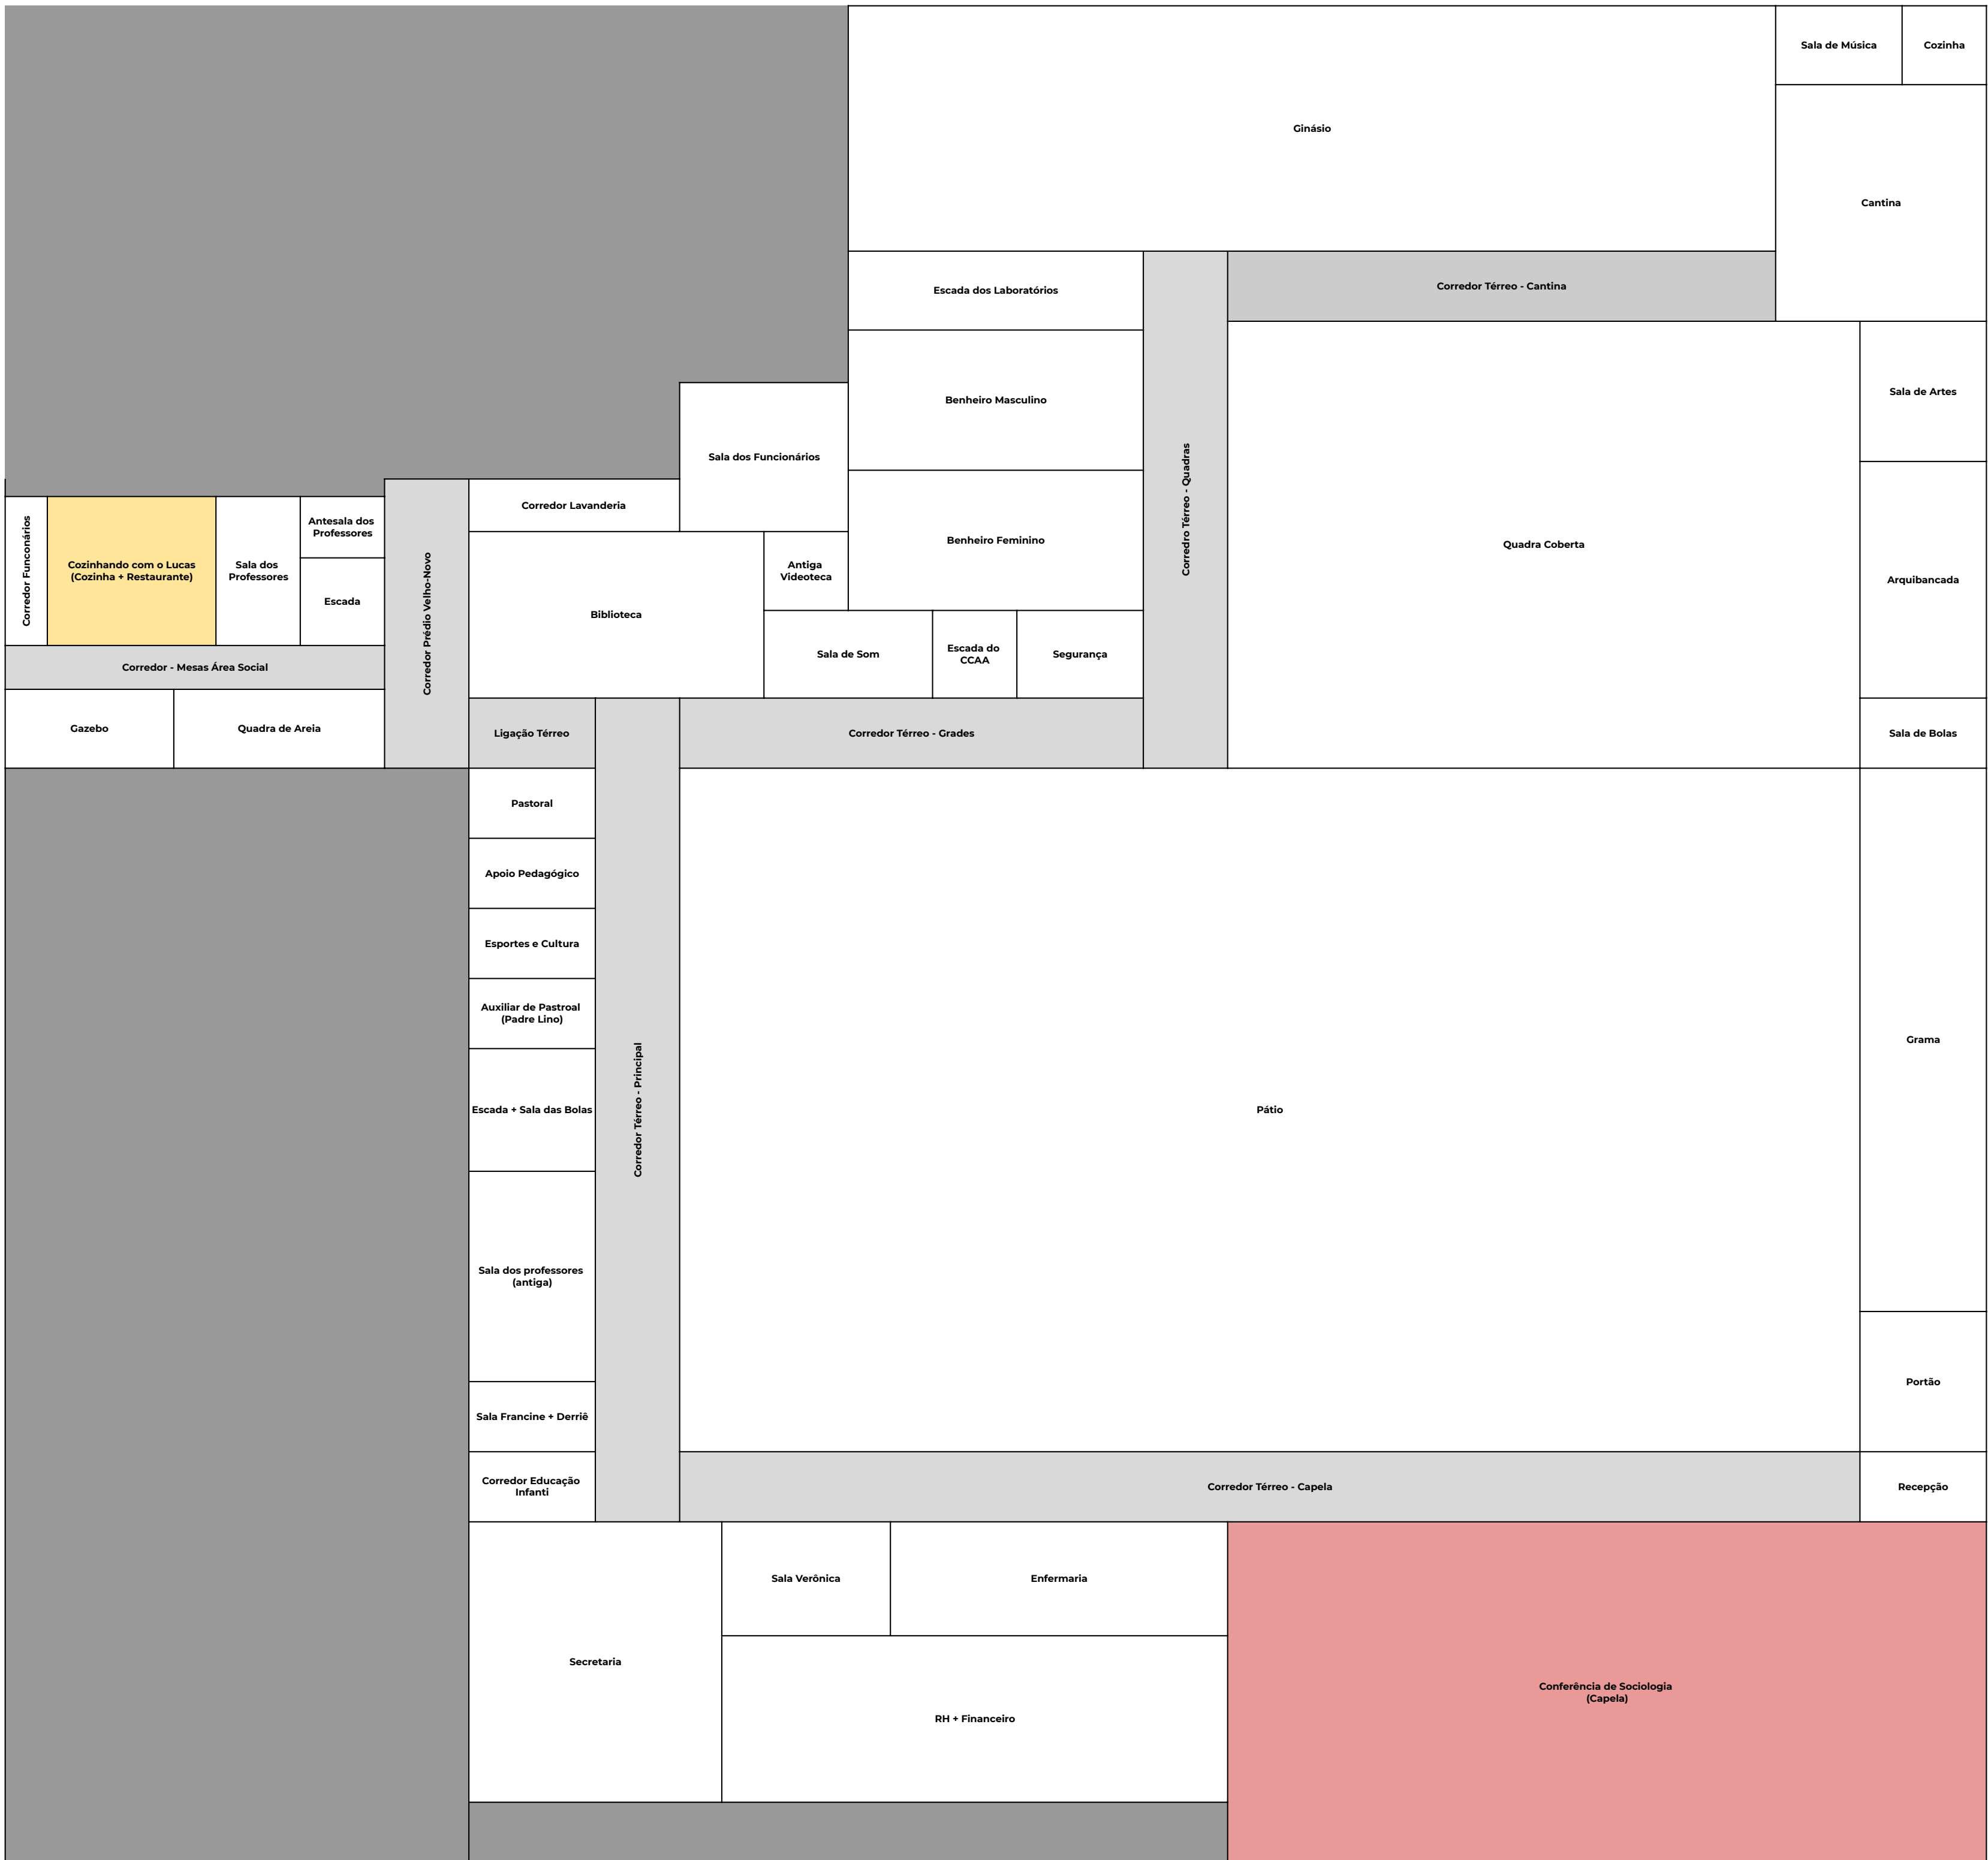 Sala de Música
Cozinha
Ginásio
Cantina
Escada dos Laboratórios
Corredor Térreo - Cantina
Benheiro Masculino
Sala de Artes
Sala dos Funcionários
Corredro Térreo - Quadras
Corredor Lavanderia
Corredor Funconários
Cozinhando com o Lucas
(Cozinha + Restaurante)
Sala dos
Professores
Antesala dos
Professores
Escada
Corredor Prédio Velho-Novo
Biblioteca
Antiga
Videoteca
Benheiro Feminino
Quadra Coberta
Arquibancada
Sala de Som
Escada do
CCAA
Segurança
Corredor - Mesas Área Social
Gazebo
Quadra de Areia
Ligação Térreo
Corredor Térreo - Grades
Sala de Bolas
Pastoral
Apoio Pedagógico
Esportes e Cultura
Auxiliar de Pastroal
(Padre Lino)
Escada + Sala das Bolas
Corredor Térreo - Principal
Pátio
Grama
Sala dos professores
(antiga)
Portão
Sala Francine + Derriê
Corredor Educação
Infanti
Corredor Térreo - Capela
Recepção
Secretaria
Sala Verônica
Enfermaria
RH + Financeiro
Conferência de Sociologia
(Capela)